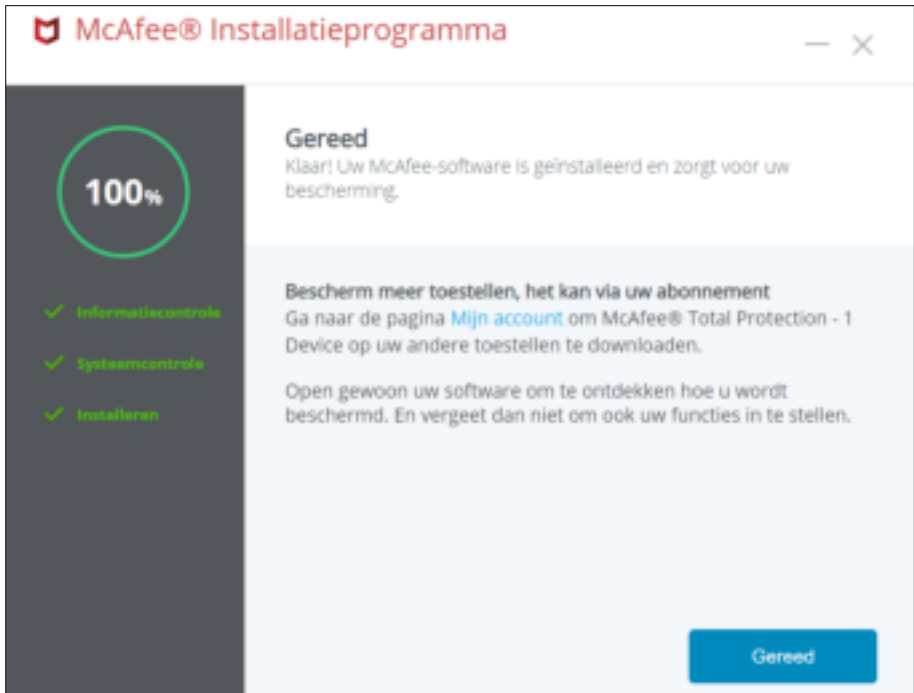 McAfee® Installatieprogramma
100%
Informatiecontrole
Systeemcontrole
Installeren
Gereed
Klaar! Uw McAfee-software is geïnstalleerd en zorgt voor uw
bescherming.
Bescherm meer toestellen, het kan via uw abonnement
Ga naar de pagina Mijn account om McAfee® Total Protection - 1
Device op uw andere toestellen te downloaden.
Open gewoon uw software om te ontdekken hoe u wordt
beschermd. En vergeet dan niet om ook uw functies in te stellen.
Gereed